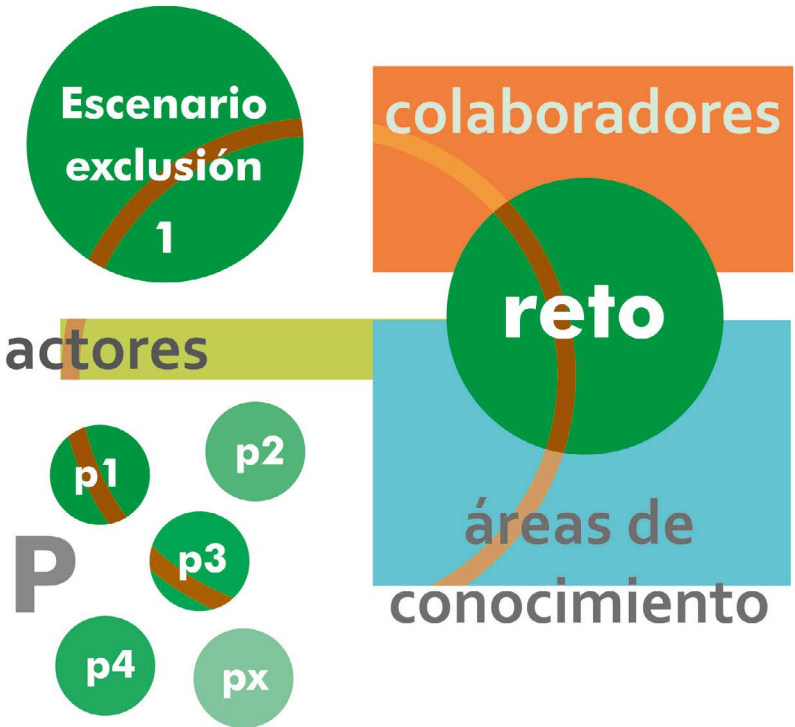 Escenario
exclusión
1
colaboradores
reto
actores
p1
p2
P
p3
p4
px
áreas de
conocimiento